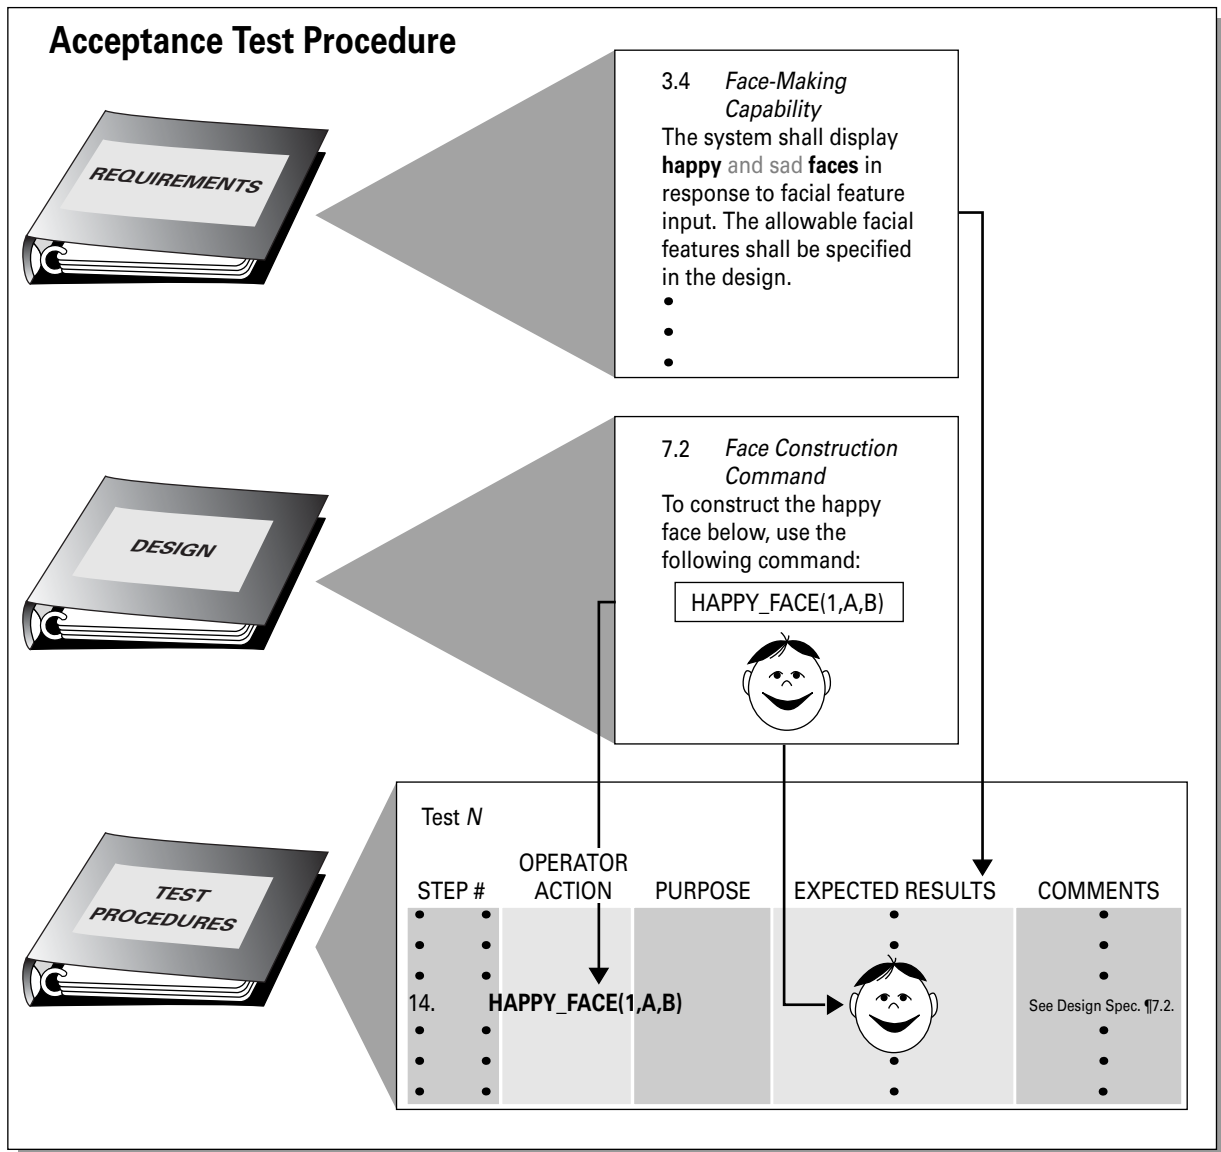 Acceptance Test Procedure
REQUIREMENTS
3.4 Face-Making
Capability
The system shall display
happy and sad faces in
response to facial feature
input. The allowable facial
features shall be specified
in the design.
•
•
•
DESIGN
7.2 Face Construction
Command
To construct the happy
face below, use the
following command:
HAPPY_FACE(1,A,B)
TEST
PROCEDURES
Test N
STEP # OPERATOR ACTION PURPOSE EXPECTED RESULTS COMMENTS
14. HAPPY_FACE(1,A,B) See Design Spec. ¶7.2.